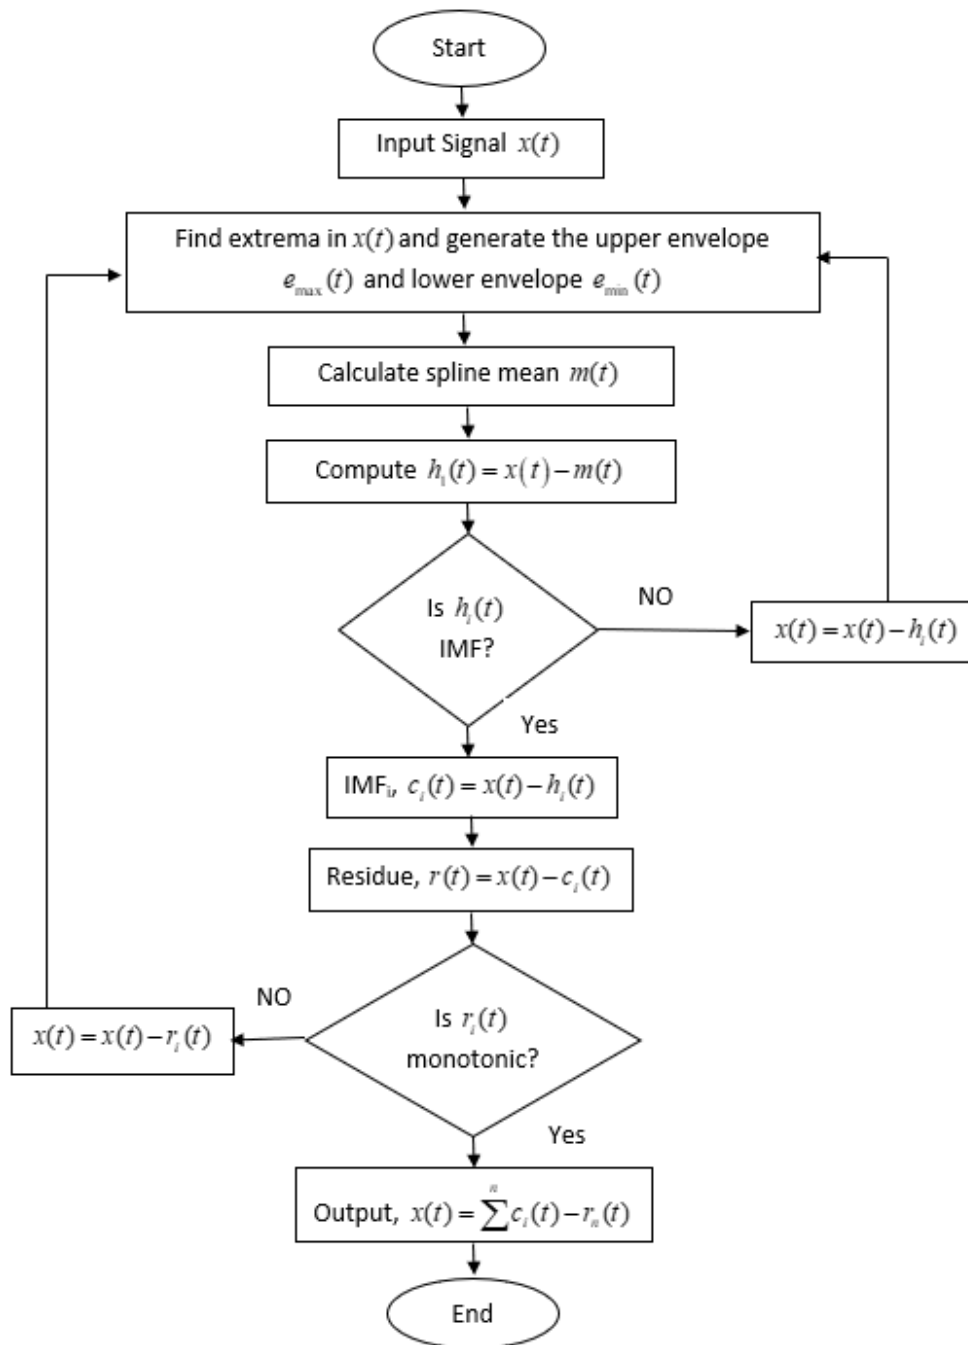 Start
Input Signal x(t)
Find extrema in x(t) and generate the upper envelope
e_max(t) and lower envelope e_min(t)
Calculate spline mean m(t)
Compute h_1(t) = x(t) − m(t)
Is h_i(t)
IMF?
NO
x(t) = x(t) − h_i(t)
Yes
IMF_i, c_i(t) = x(t) − h_i(t)
Residue, r(t) = x(t) − c_i(t)
NO
Is r_i(t)
monotonic?
x(t) = x(t) − r_i(t)
Yes
Output, x(t) = ∑^n c_i(t) − r_n(t)
End